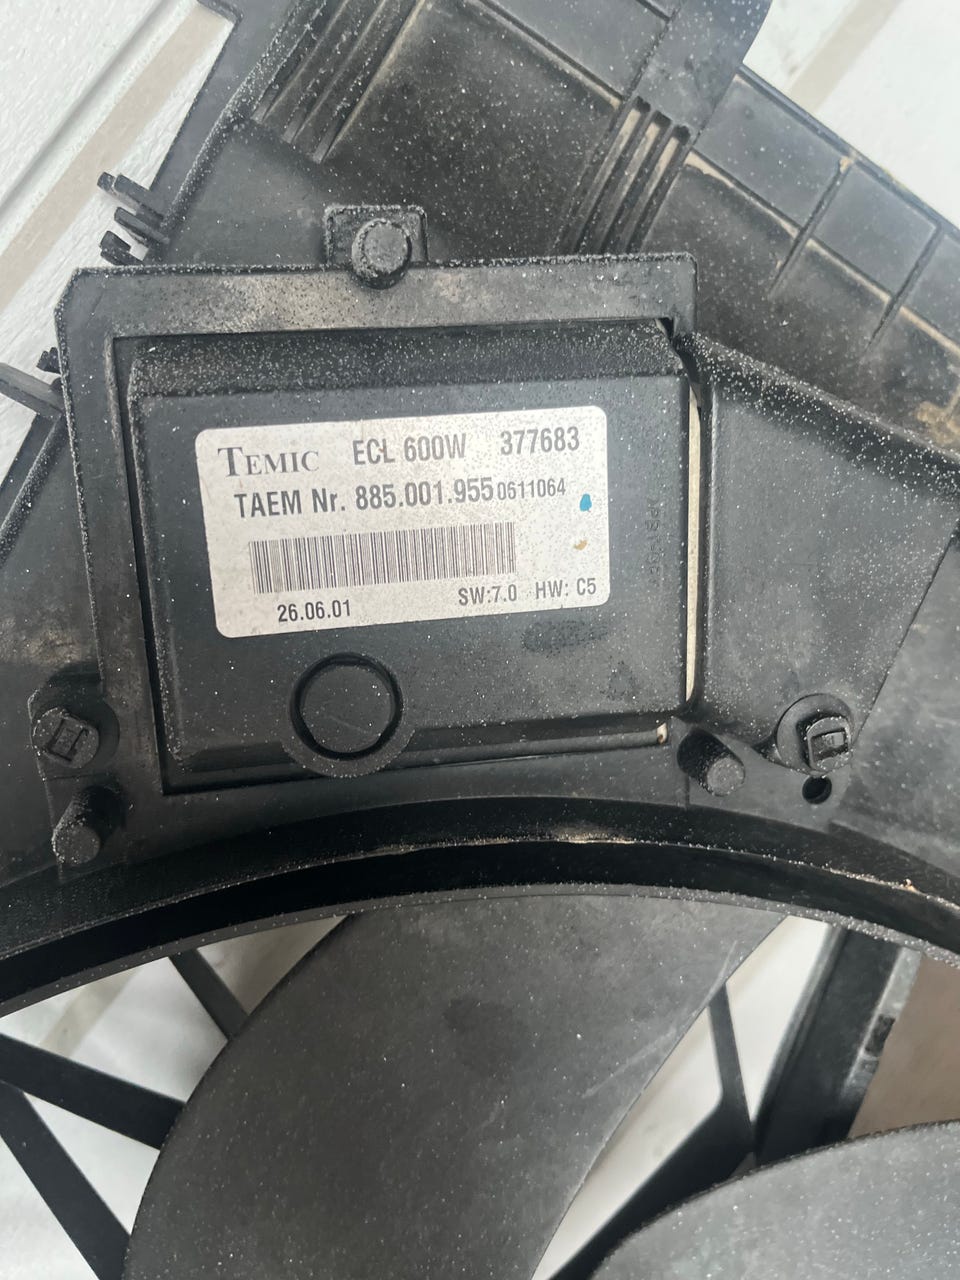 TEMIC ECL 600W 377683
TAEM Nr. 885.001.955 0611064
26.06.01 SW:7.0 HW: C5